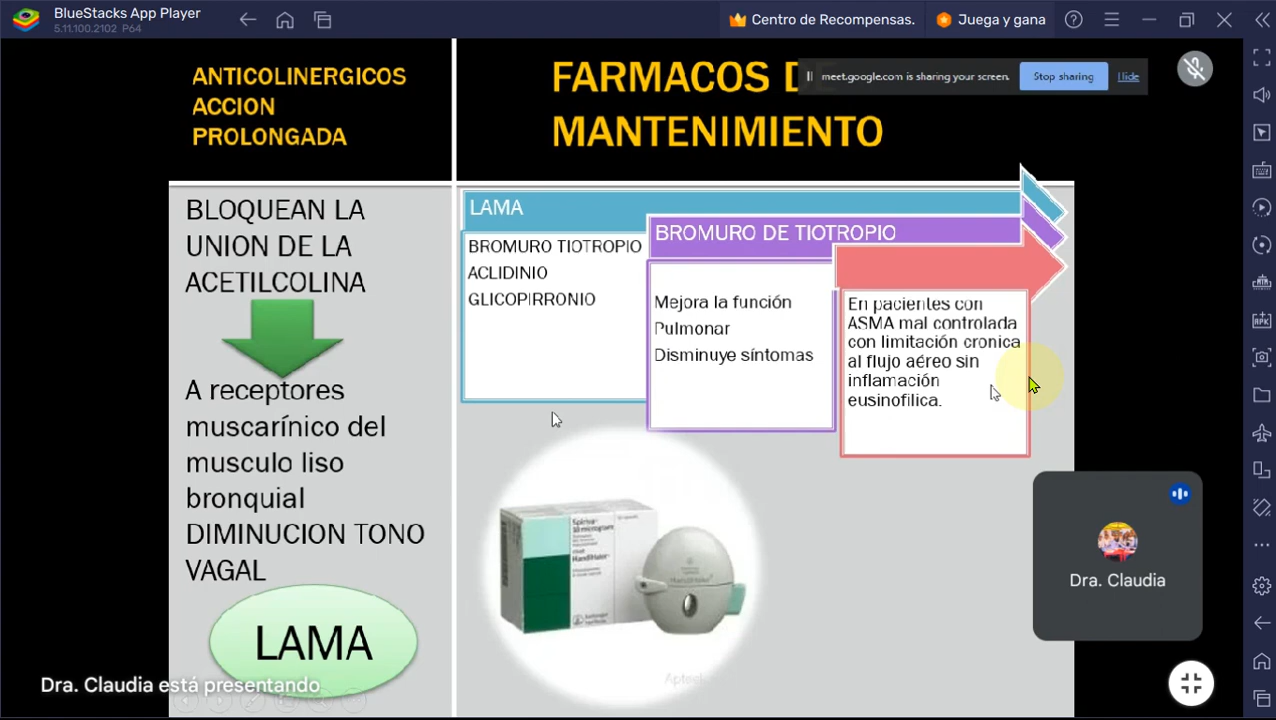 BlueStacks App Player
5.11.100.2102 P64
Centro de Recompensas.
Juega y gana
ANTICOLINERGICOS
ACCION
PROLONGADA
FARMACOS DE
MANTENIMIENTO
meet.google.com is sharing your screen.
Stop sharing
Hide
BLOQUEAN LA
UNION DE LA
ACETILCOLINA
A receptores
muscarínico del
musculo liso
bronquial
DIMINUCION TONO
VAGAL
LAMA
LAMA
BROMURO TIOTROPIO
ACLIDINIO
GLICOPIRRONIO
BROMURO DE TIOTROPIO
Mejora la función
Pulmonar
Disminuye síntomas
En pacientes con
ASMA mal controlada
con limitación cronica
al flujo aéreo sin
inflamación
eusinofilica.
Spiriva
HandiHaler
HandiHaler
Dra. Claudia
Dra. Claudia está presentando